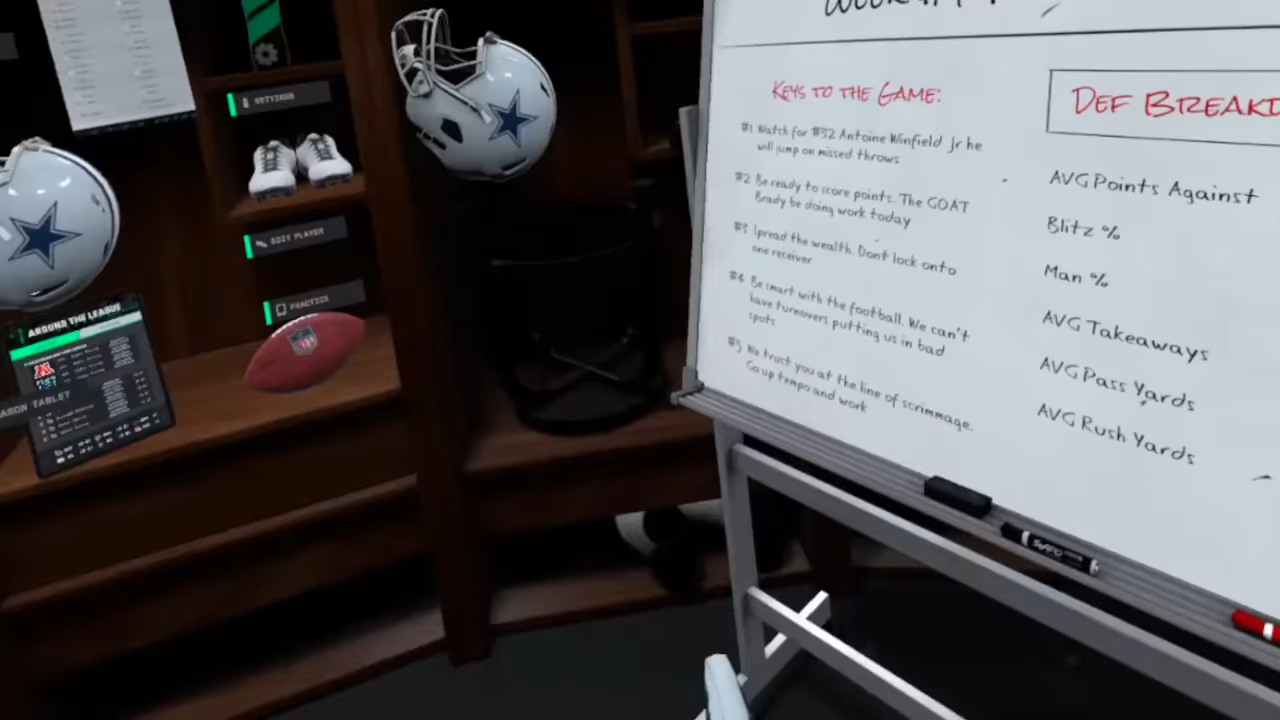 KEYS TO THE GAME:
#1 Watch for #32 Antoine Winfield Jr he
will jump on missed throws
#2 Be ready to score points. The GOAT
Brady be doing work today
#3 Spread the wealth. Dont lock onto
one receiver
#4 Be smart with the football. We can't
have turnovers putting us in bad
spots
#5 We trust you at the line of scrimmage.
Go up tempo and work
DEF BREAKD
AVG Points Against
Blitz %
Man %
AVG Takeaways
AVG Pass Yards
AVG Rush Yards
EDIT PLAYER
PRACTICE
AROUND THE LEAGUE
ASON TABLET
NFL